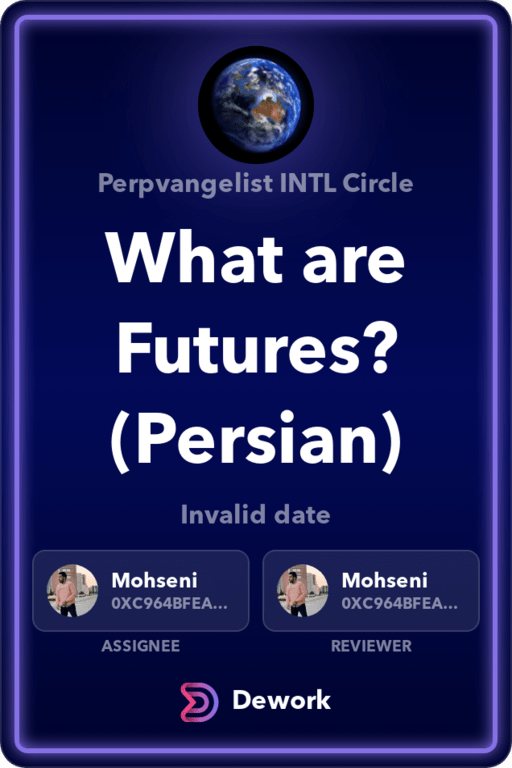 Perpvangelist INTL Circle
What are
Futures?
(Persian)
Invalid date
Mohseni
0XC964BFEA...
ASSIGNEE
Mohseni
0XC964BFEA...
REVIEWER
Dework